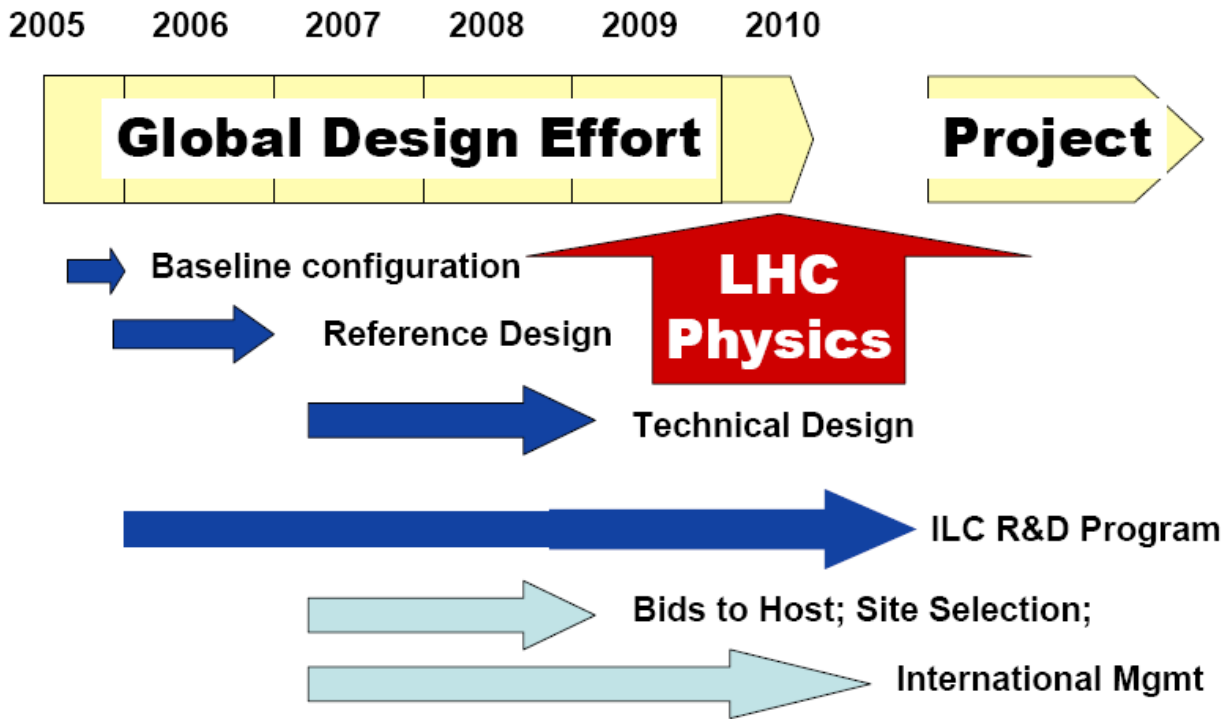 2005 2006 2007 2008 2009 2010
Global Design Effort
Project
Baseline configuration
LHC
Physics
Reference Design
Technical Design
ILC R&D Program
Bids to Host; Site Selection;
International Mgmt